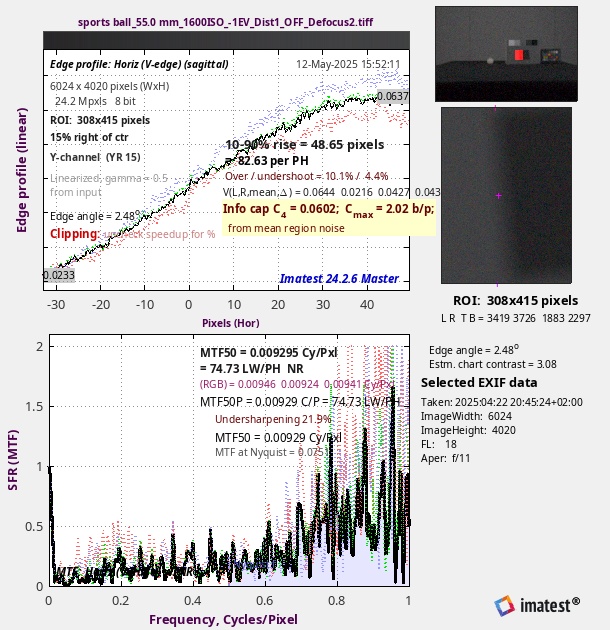 sports ball_55.0 mm_1600ISO_-1EV_Dist1_OFF_Defocus2.tiff
Edge profile: Horiz (V-edge) (sagittal)
12-May-2025 15:52:11
6024 x 4020 pixels (WxH)
24.2 Mpxls 8 bit
ROI: 308x415 pixels
15% right of ctr
Y-channel (YR 15)
Linearized, gamma = 0.5
from input
Edge angle = 2.48o
Clipping:
speedup for %
0.0637
10-90% rise = 48.65 pixels
= 82.63 per PH
Over / undershoot = 10.1% / 4.4%
V(L,R,mean,Δ) = 0.0644 0.0216 0.0427 0.043
Info cap C4 = 0.0602; Cmax = 2.02 b/p;
from mean region noise
0.0233
Imatest 24.2.6 Master
Edge profile (linear)
-30 -20 -10 0 10 20 30 40
Pixels (Hor)
ROI: 308x415 pixels
L R T B = 3419 3726 1883 2297
Edge angle = 2.48o
Estm. chart contrast = 3.08
Selected EXIF data
Taken: 2025:04:22 20:45:24+02:00
ImageWidth: 6024
ImageHeight: 4020
FL: 18
Aper: f/11
MTF50 = 0.009295 Cy/Pxl
= 74.73 LW/PH NR
(RGB) = 0.00946 0.00924 0.00941 Cy/Pxl
MTF50P = 0.00929 C/P = 74.73 LW/PH
Undersharpening 21.9%
MTF50 = 0.00929 Cy/Pxl
MTF at Nyquist = 0.0751
SFR (MTF)
2
1.5
1
0.5
0
0 0.2 0.4 0.6 0.8 1
Frequency, Cycles/Pixel
imatest®